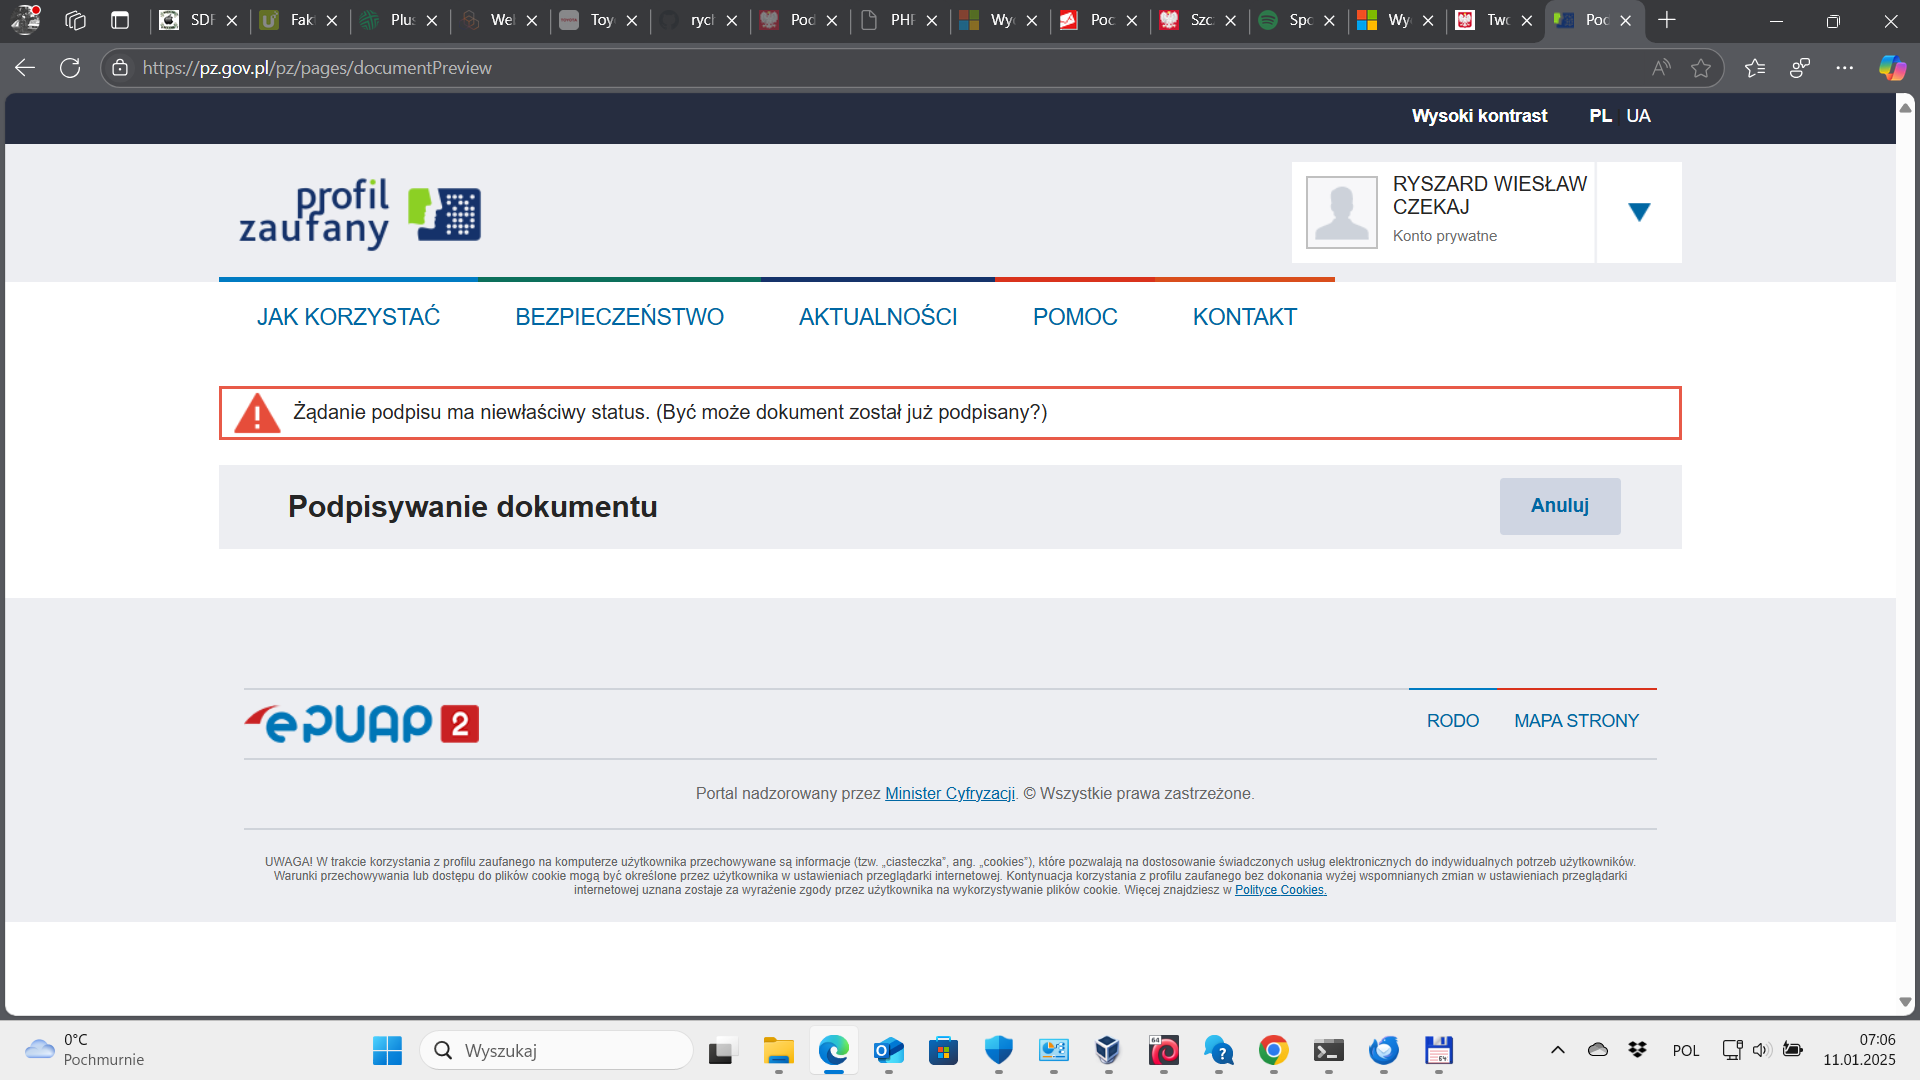 SDF
Fak
Plus
Wel
Toy
rych
Pod
PHP
Wyc
Poc
Szc
Spo
Wy
Two
Poc
https://pz.gov.pl/pz/pages/documentPreview
Wysoki kontrast PL UA
profil
zaufany
RYSZARD WIESŁAW
CZEKAJ
Konto prywatne
JAK KORZYSTAĆ BEZPIECZEŃSTWO AKTUALNOŚCI POMOC KONTAKT
Żądanie podpisu ma niewłaściwy status. (Być może dokument został już podpisany?)
Podpisywanie dokumentu Anuluj
ePUAP 2
RODO MAPA STRONY
Portal nadzorowany przez Minister Cyfryzacji. © Wszystkie prawa zastrzeżone.
UWAGA! W trakcie korzystania z profilu zaufanego na komputerze użytkownika przechowywane są informacje (tzw. „ciasteczka”, ang. „cookies”), które pozwalają na dostosowanie świadczonych usług elektronicznych do indywidualnych potrzeb użytkowników.
Warunki przechowywania lub dostępu do plików cookie mogą być określone przez użytkownika w ustawieniach przeglądarki internetowej. Kontynuacja korzystania z profilu zaufanego bez dokonania wyżej wspomnianych zmian w ustawieniach przeglądarki
internetowej uznana zostaje za wyrażenie zgody przez użytkownika na wykorzystywanie plików cookie. Więcej znajdziesz w Polityce Cookies.
0°C
Pochmurnie
Wyszukaj
POL
07:06
11.01.2025